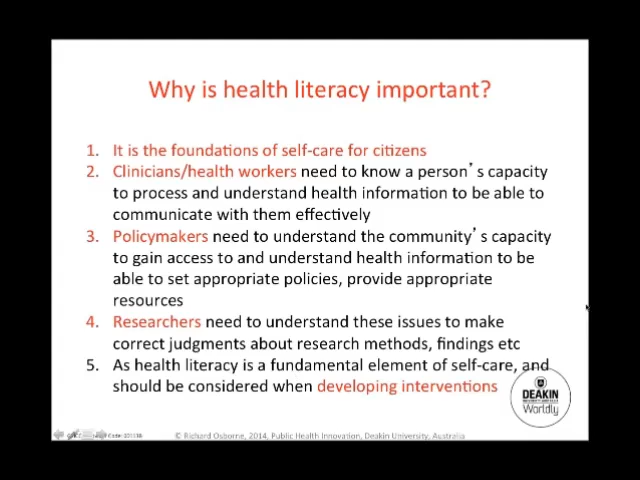 Why is health literacy important?
1. It is the foundations of self-care for citizens
2. Clinicians/health workers need to know a person's capacity
to process and understand health information to be able to
communicate with them effectively
3. Policymakers need to understand the community's capacity
to gain access to and understand health information to be
able to set appropriate policies, provide appropriate
resources
4. Researchers need to understand these issues to make
correct judgments about research methods, findings etc
5. As health literacy is a fundamental element of self-care, and
should be considered when developing interventions
DEAKIN
Worldly
Code: © Richard Osborne, 2014, Public Health Innovation, Deakin University, Australia